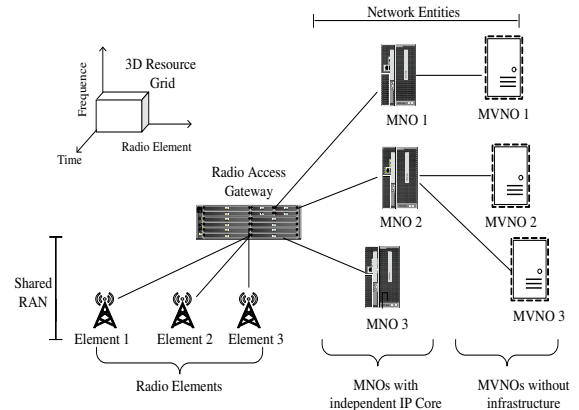 Network Entities
3D Resource
Grid
Frequence
Time
Radio Element
MNO 1
MVNO 1
Radio Access
Gateway
MNO 2
MVNO 2
Shared
RAN
MNO 3
MVNO 3
Element 1
Element 2
Element 3
Radio Elements
MNOs with
independent IP Core
MVNOs without
infrastructure